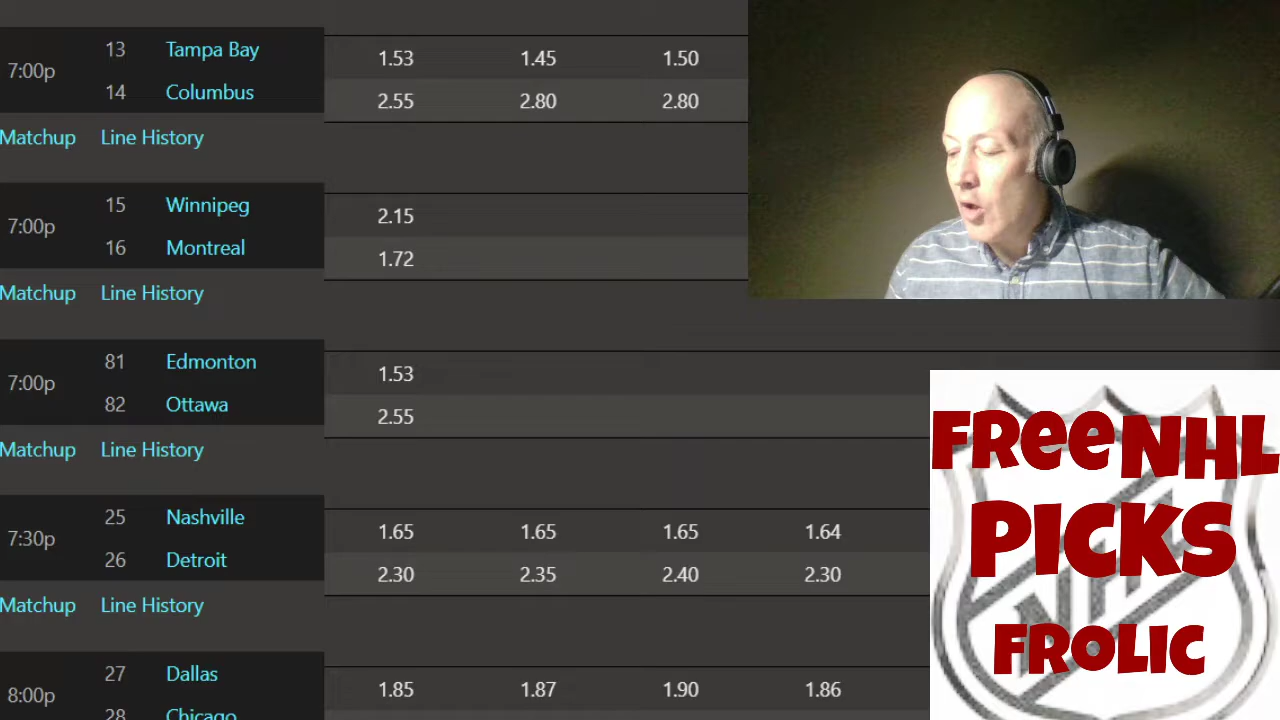 7:00p
13 Tampa Bay 1.53 1.45 1.50
14 Columbus 2.55 2.80 2.80
Matchup Line History
7:00p
15 Winnipeg 2.15
16 Montreal 1.72
Matchup Line History
7:00p
81 Edmonton 1.53
82 Ottawa 2.55
Matchup Line History
7:30p
25 Nashville 1.65 1.65 1.65 1.64
26 Detroit 2.30 2.35 2.40 2.30
Matchup Line History
8:00p
27 Dallas 1.85 1.87 1.90 1.86
28 Chicago
FReeNHL
PICKS
FROLIC
NHL